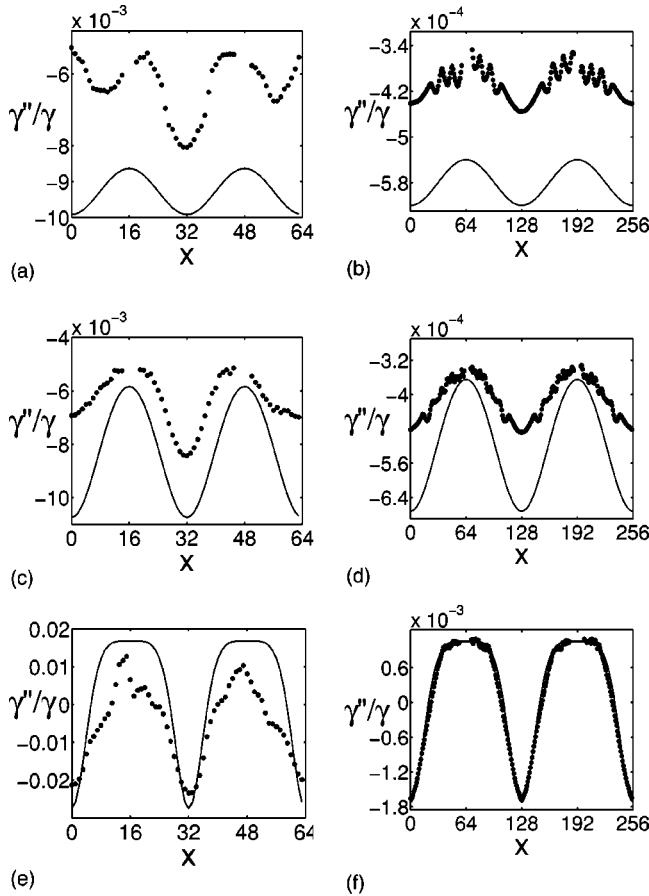 x 10⁻³
−6
−7
γ''/γ
−8
−9
−10
0 16 32 48 64
X
(a)
x 10⁻⁴
−3.4
−4.2
γ''/γ
−5
−5.8
0 64 128 192 256
X
(b)
x 10⁻³
−4
−6
γ''/γ
−8
−10
0 16 32 48 64
X
(c)
x 10⁻⁴
−3.2
−4
γ''/γ
−5.6
−6.4
0 64 128 192 256
X
(d)
0.02
0.01
γ''/γ 0
−0.01
−0.02
0 16 32 48 64
X
(e)
x 10⁻³
0.6
γ''/γ 0
−0.6
−1.2
−1.8
0 64 128 192 256
X
(f)